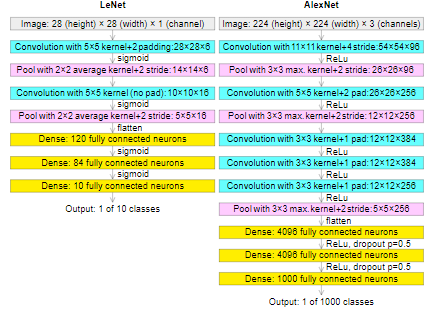 LeNet
Image: 28 (height) × 28 (width) × 1 (channel)
Convolution with 5×5 kernel+2 padding:28×28×6
sigmoid
Pool with 2×2 average kernel+2 stride:14×14×6
Convolution with 5×5 kernel (no pad):10×10×16
sigmoid
Pool with 2×2 average kernel+2 stride: 5×5×16
flatten
Dense: 120 fully connected neurons
sigmoid
Dense: 84 fully connected neurons
sigmoid
Dense: 10 fully connected neurons
Output: 1 of 10 classes
AlexNet
Image: 224 (height) × 224 (width) × 3 (channels)
Convolution with 11×11 kernel+4 stride:54×54×96
ReLu
Pool with 3×3 max. kernel+2 stride: 26×26×96
Convolution with 5×5 kernel+2 pad:26×26×256
ReLu
Pool with 3×3 max.kernel+2stride:12×12×256
Convolution with 3×3 kernel+1 pad:12×12×384
ReLu
Convolution with 3×3 kernel+1 pad:12×12×384
ReLu
Convolution with 3×3 kernel+1 pad:12×12×256
ReLu
Pool with 3×3 max.kernel+2stride:5×5×256
flatten
Dense: 4096 fully connected neurons
ReLu, dropout p=0.5
Dense: 4096 fully connected neurons
ReLu, dropout p=0.5
Dense: 1000 fully connected neurons
Output: 1 of 1000 classes